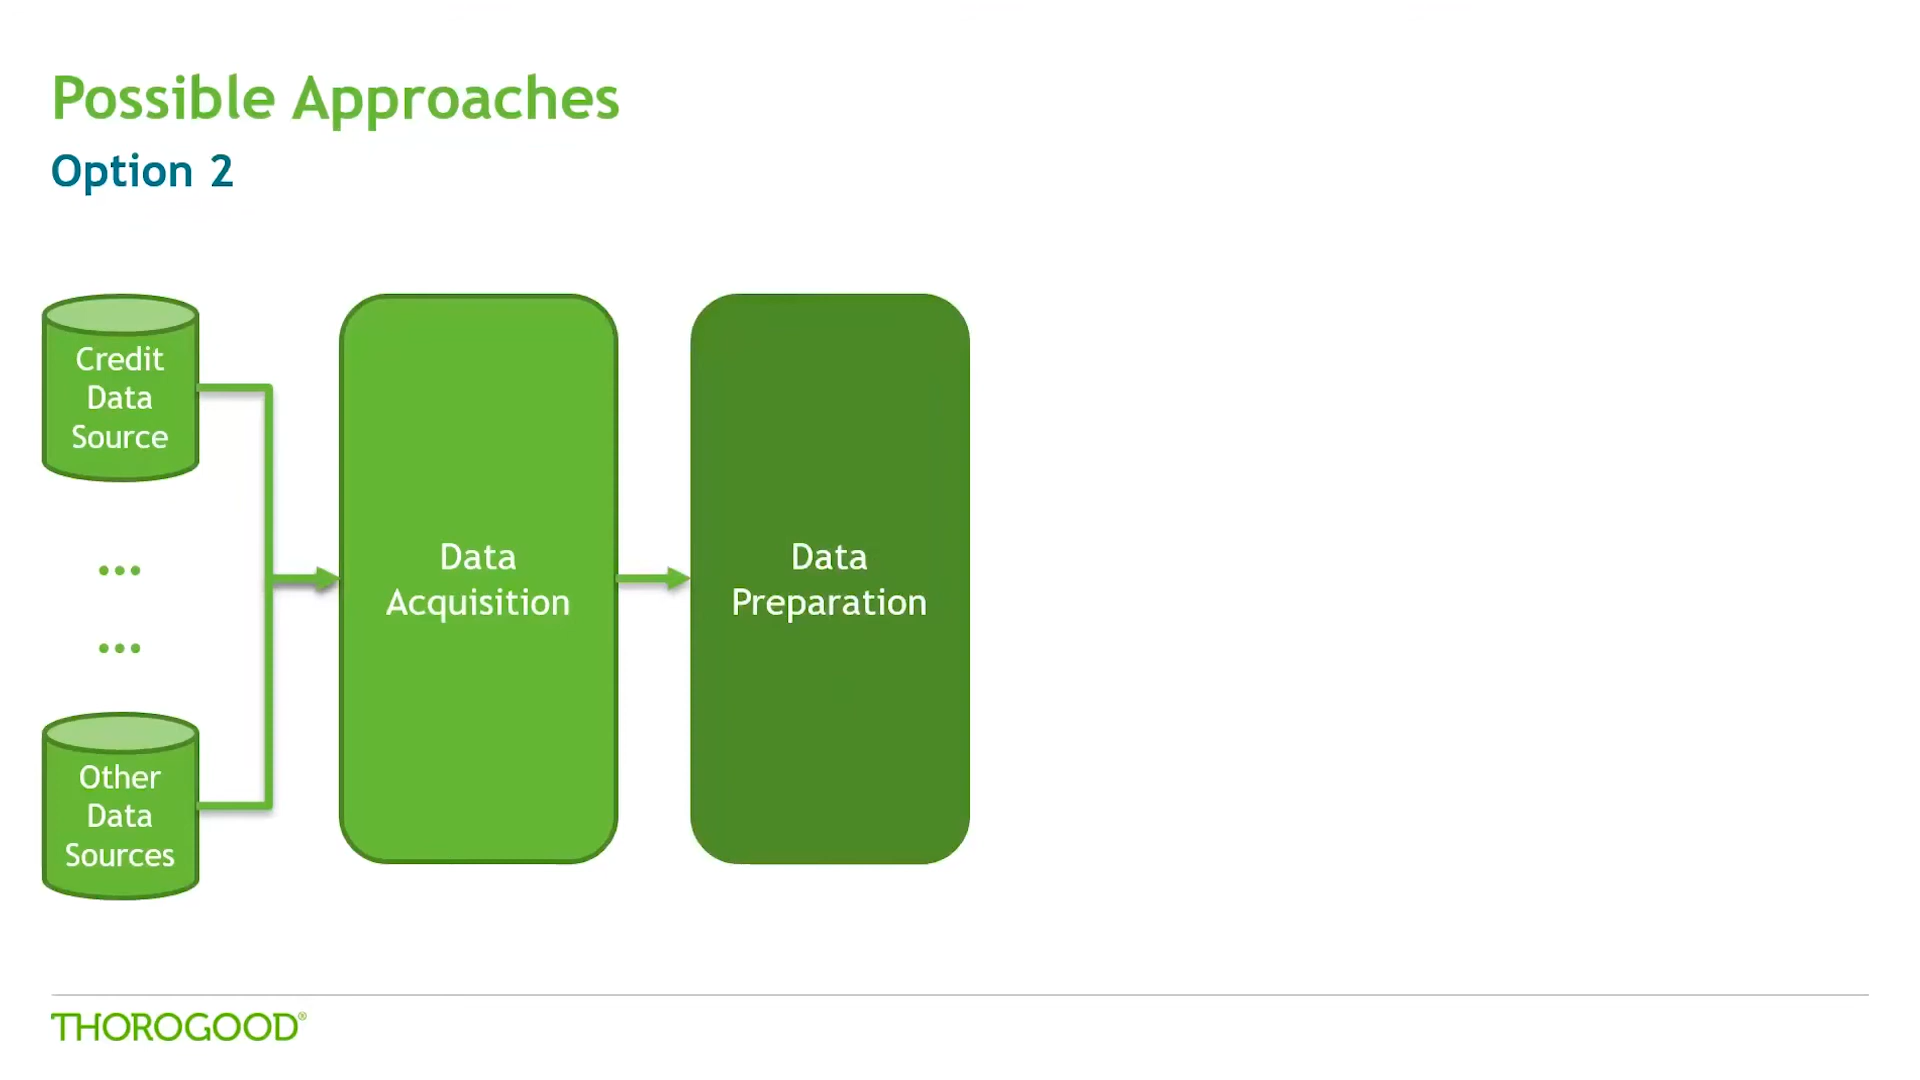 Possible Approaches
Option 2
Credit
Data
Source
...
...
Other
Data
Sources
Data
Acquisition
Data
Preparation
THOROGOOD®